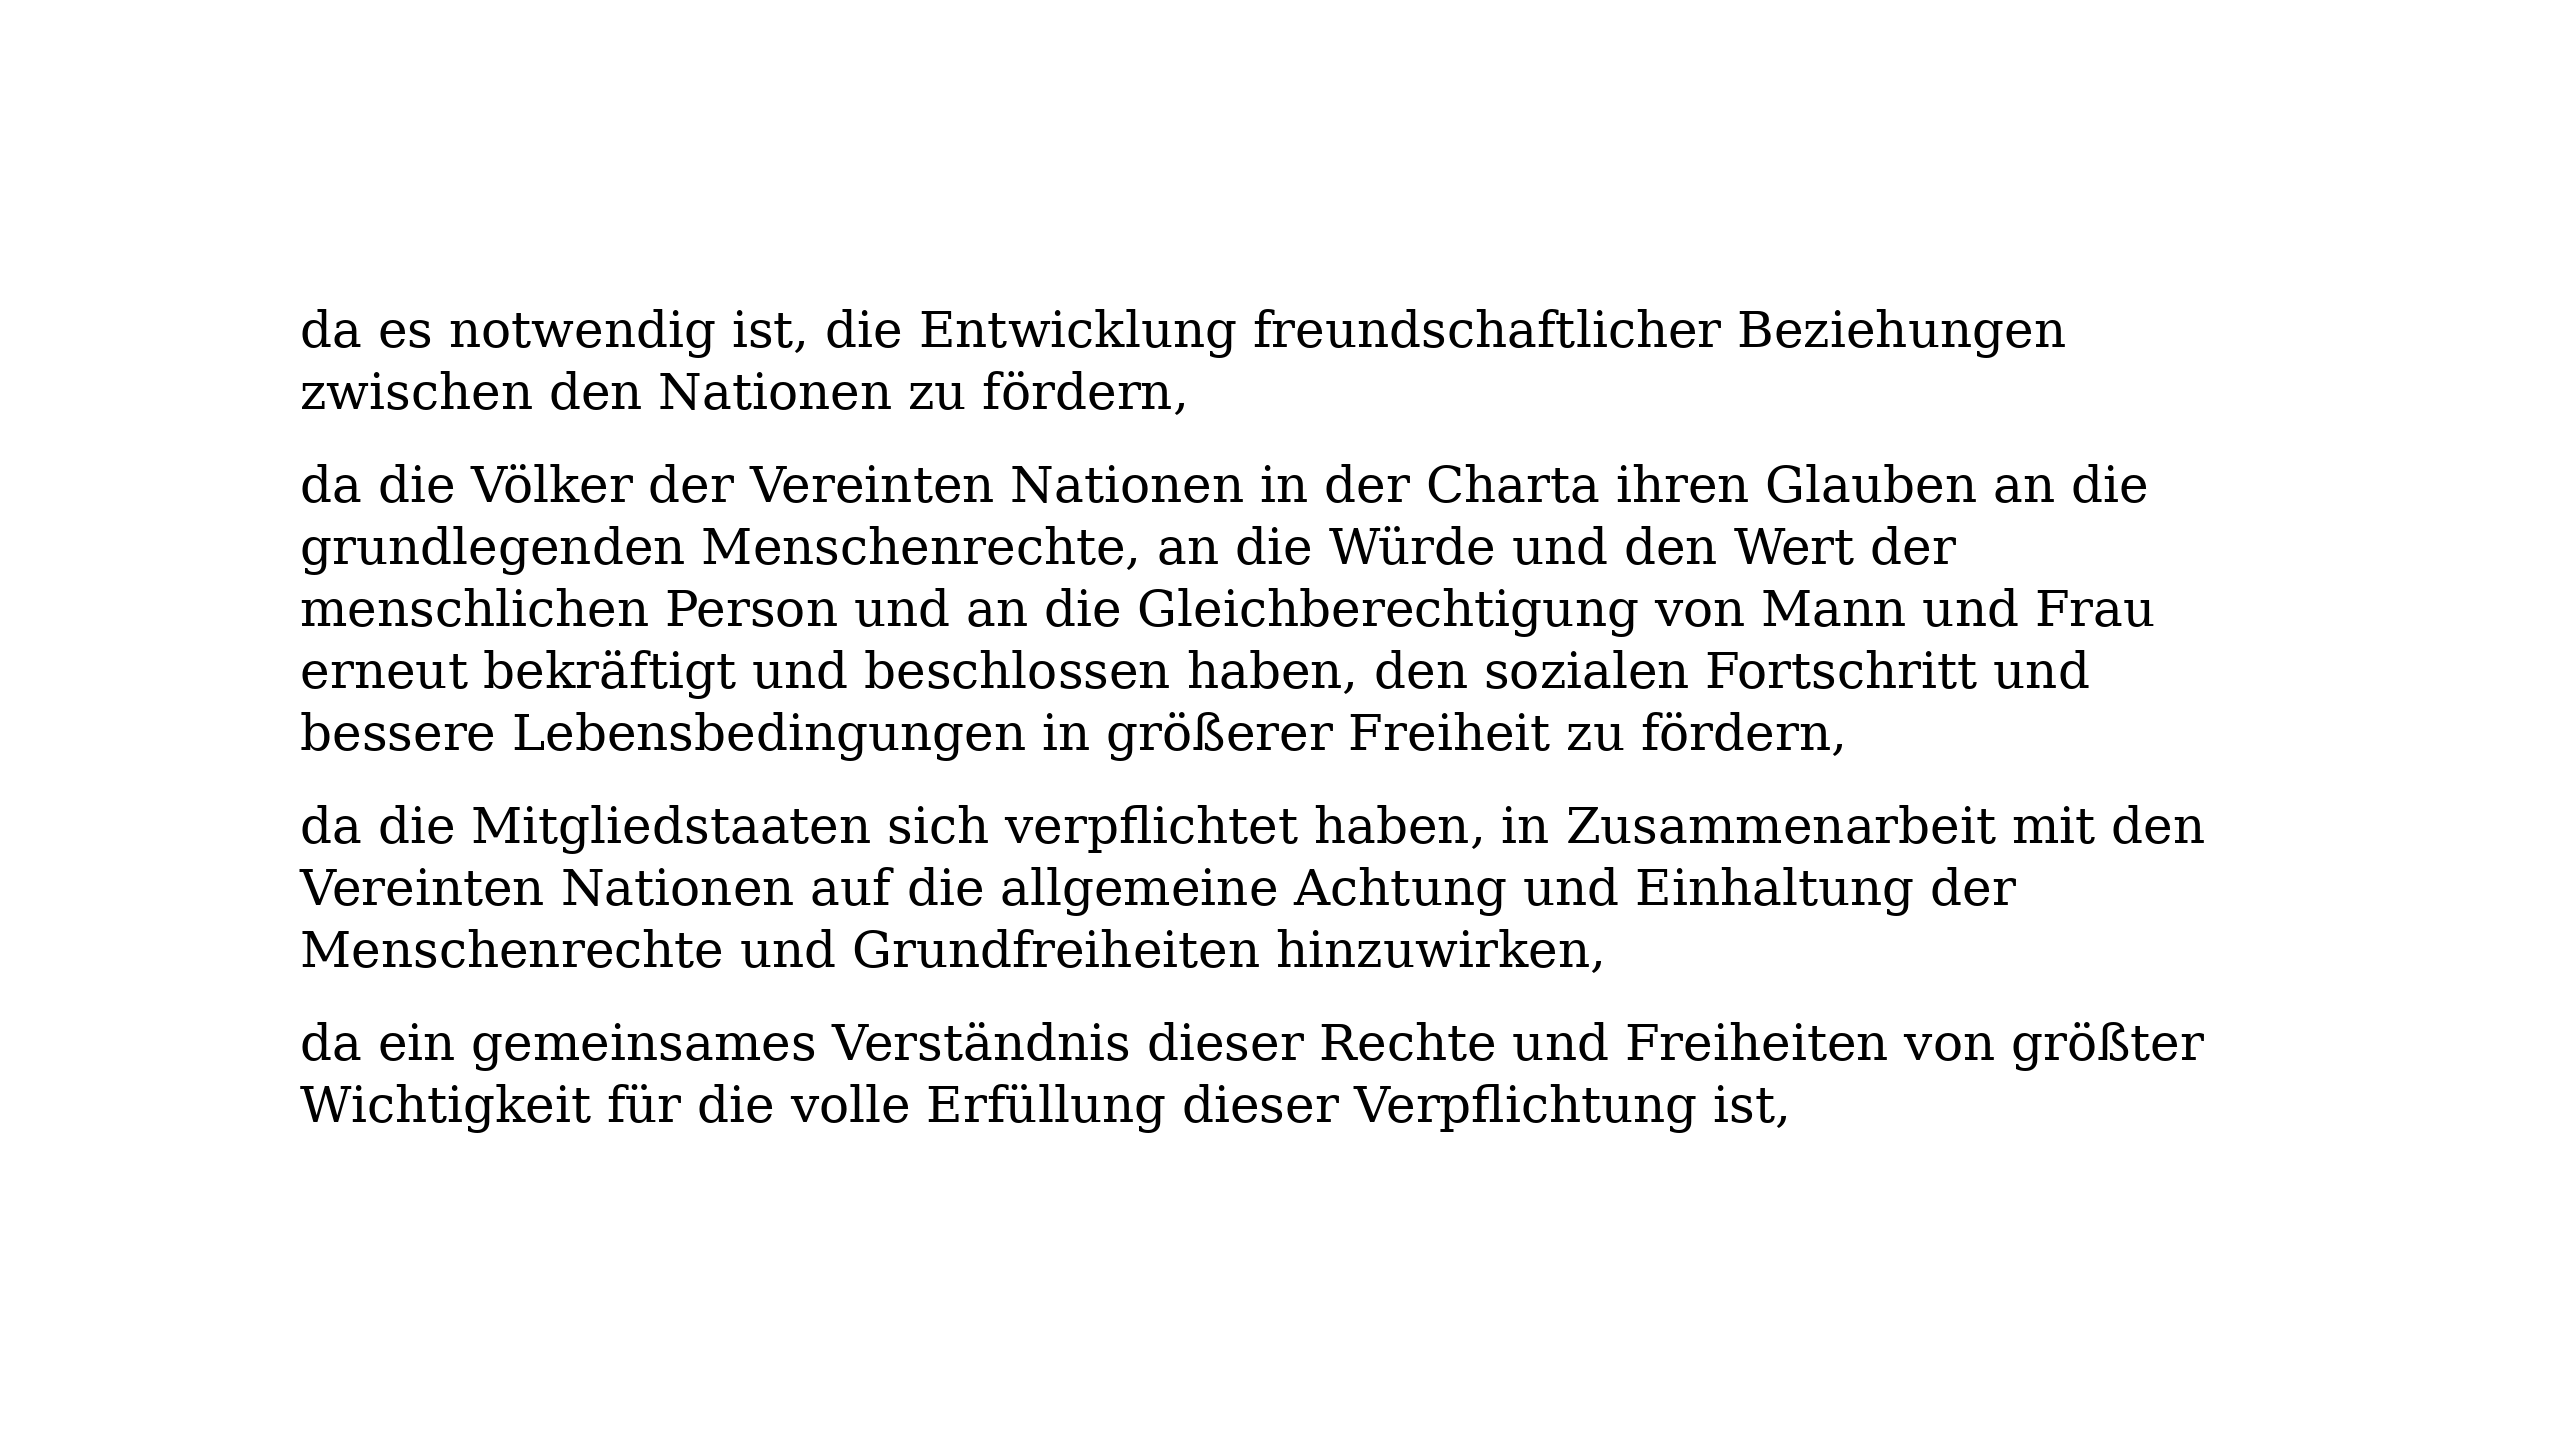 da es notwendig ist, die Entwicklung freundschaftlicher Beziehungen
zwischen den Nationen zu fördern,
da die Völker der Vereinten Nationen in der Charta ihren Glauben an die
grundlegenden Menschenrechte, an die Würde und den Wert der
menschlichen Person und an die Gleichberechtigung von Mann und Frau
erneut bekräftigt und beschlossen haben, den sozialen Fortschritt und
bessere Lebensbedingungen in größerer Freiheit zu fördern,
da die Mitgliedstaaten sich verpflichtet haben, in Zusammenarbeit mit den
Vereinten Nationen auf die allgemeine Achtung und Einhaltung der
Menschenrechte und Grundfreiheiten hinzuwirken,
da ein gemeinsames Verständnis dieser Rechte und Freiheiten von größter
Wichtigkeit für die volle Erfüllung dieser Verpflichtung ist,